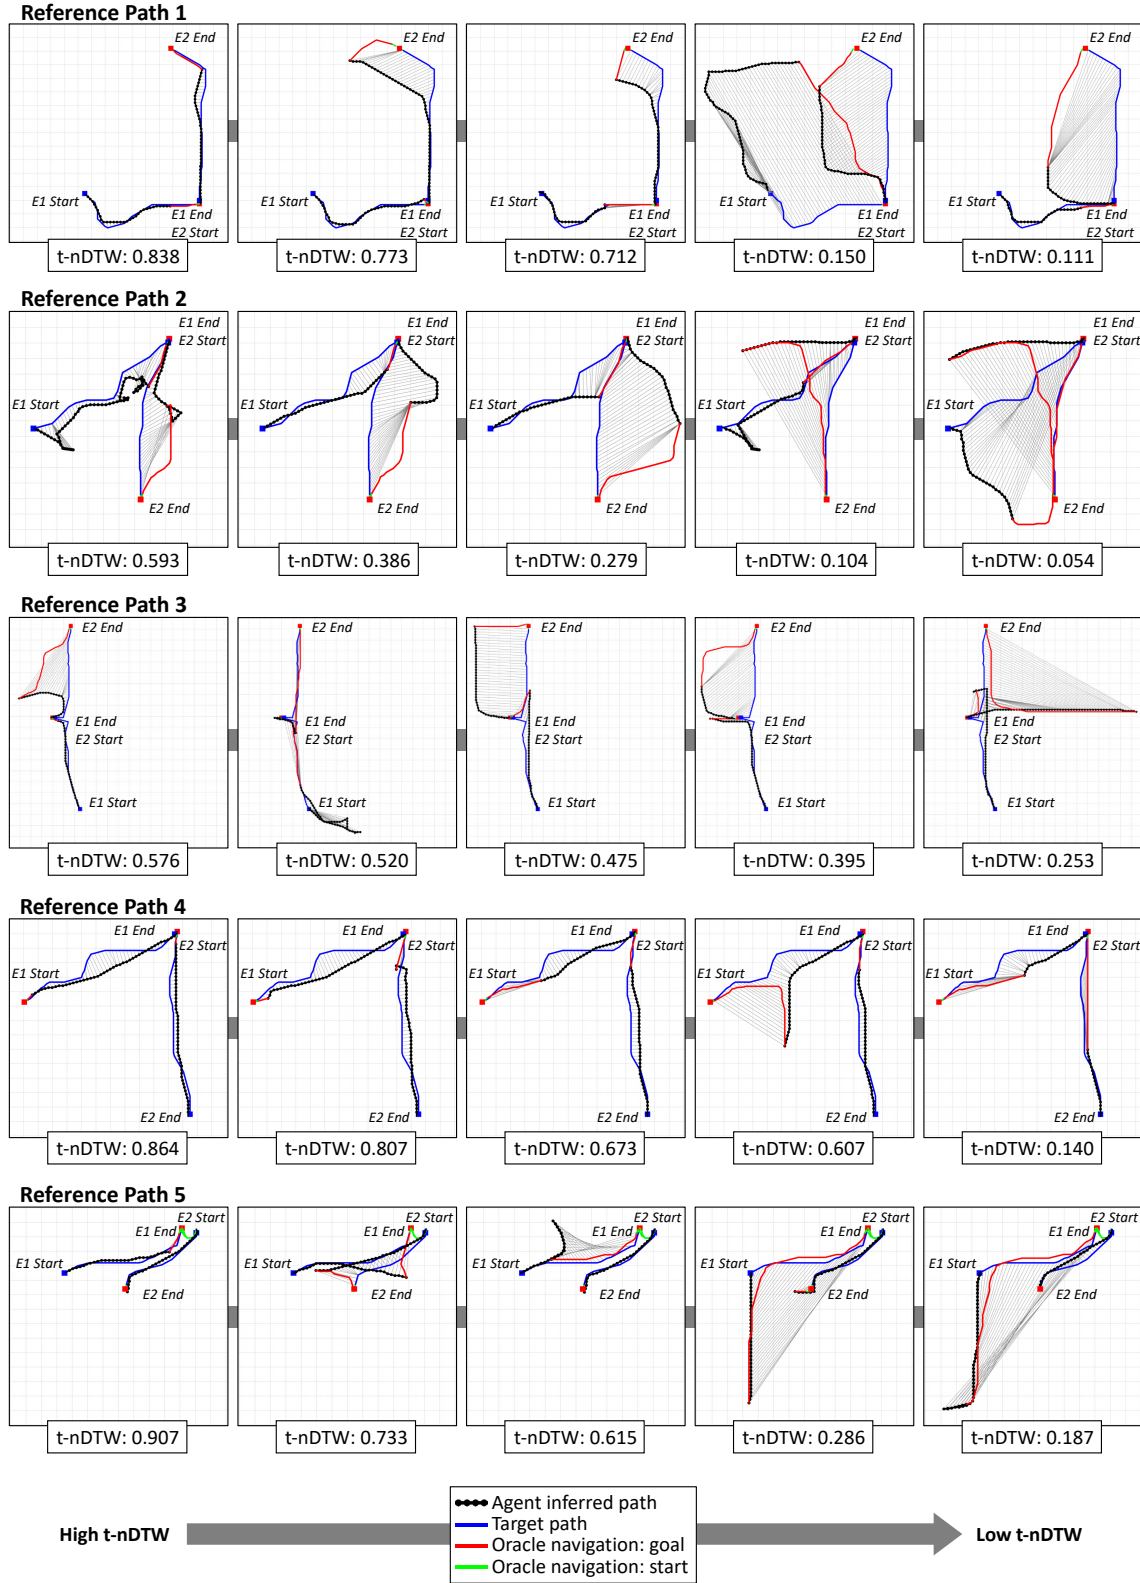 Reference Path 1
E2 End
E1 Start
E1 End
E2 Start
t-nDTW: 0.838
E2 End
E1 Start
E1 End
E2 Start
t-nDTW: 0.773
E2 End
E1 Start
E1 End
E2 Start
t-nDTW: 0.712
E2 End
E1 Start
E1 End
E2 Start
t-nDTW: 0.150
E2 End
E1 Start
E1 End
E2 Start
t-nDTW: 0.111
Reference Path 2
E1 End
E2 Start
E1 Start
E2 End
t-nDTW: 0.593
E1 End
E2 Start
E1 Start
E2 End
t-nDTW: 0.386
E1 End
E2 Start
E1 Start
E2 End
t-nDTW: 0.279
E1 End
E2 Start
E1 Start
E2 End
t-nDTW: 0.104
E1 End
E2 Start
E1 Start
E2 End
t-nDTW: 0.054
Reference Path 3
E2 End
E1 End
E2 Start
E1 Start
t-nDTW: 0.576
E2 End
E1 End
E2 Start
E1 Start
t-nDTW: 0.520
E2 End
E1 End
E2 Start
E1 Start
t-nDTW: 0.475
E2 End
E1 End
E2 Start
E1 Start
t-nDTW: 0.395
E2 End
E1 End
E2 Start
E1 Start
t-nDTW: 0.253
Reference Path 4
E1 End
E2 Start
E1 Start
E2 End
t-nDTW: 0.864
E1 End
E2 Start
E1 Start
E2 End
t-nDTW: 0.807
E1 End
E2 Start
E1 Start
E2 End
t-nDTW: 0.673
E1 End
E2 Start
E1 Start
E2 End
t-nDTW: 0.607
E1 End
E2 Start
E1 Start
E2 End
t-nDTW: 0.140
Reference Path 5
E2 Start
E1 End
E1 Start
E2 End
t-nDTW: 0.907
E2 Start
E1 End
E1 Start
E2 End
t-nDTW: 0.733
E2 Start
E1 End
E1 Start
E2 End
t-nDTW: 0.615
E2 Start
E1 End
E1 Start
E2 End
t-nDTW: 0.286
E2 Start
E1 End
E1 Start
E2 End
t-nDTW: 0.187
High t-nDTW
Agent inferred path
Target path
Oracle navigation: goal
Oracle navigation: start
Low t-nDTW